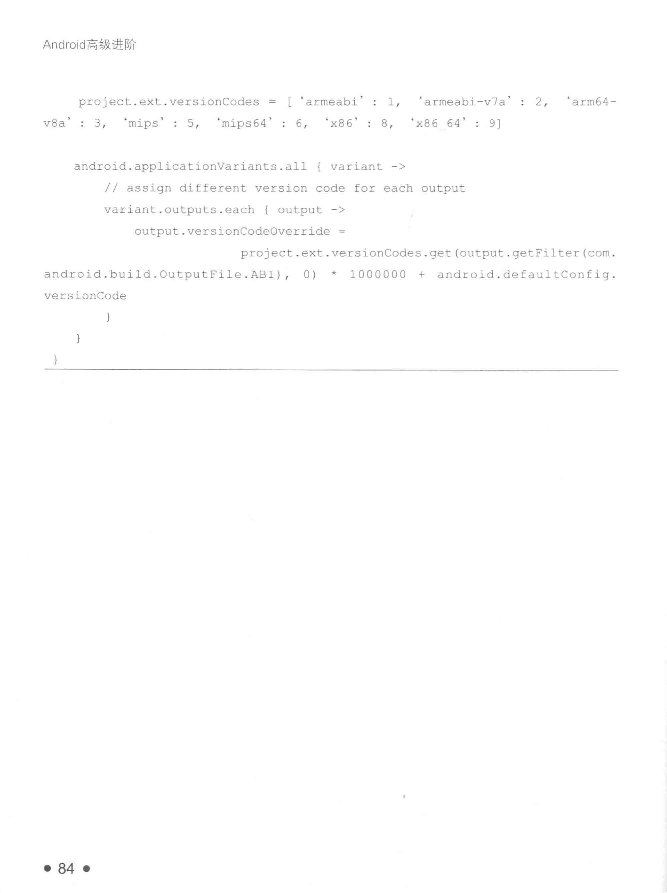 Android高级进阶
project.ext.versionCodes = [ 'armeabi' : 1, 'armeabi-v7a' : 2, 'arm64-
v8a' : 3, 'mips' : 5, 'mips64' : 6, 'x86' : 8, 'x86_64' : 9]
android.applicationVariants.all { variant ->
// assign different version code for each output
variant.outputs.each { output ->
output.versionCodeOverride =
project.ext.versionCodes.get(output.getFilter(com.
android.build.OutputFile.ABI), 0) * 1000000 + android.defaultConfig.
versionCode
}
}
}
● 84 ●